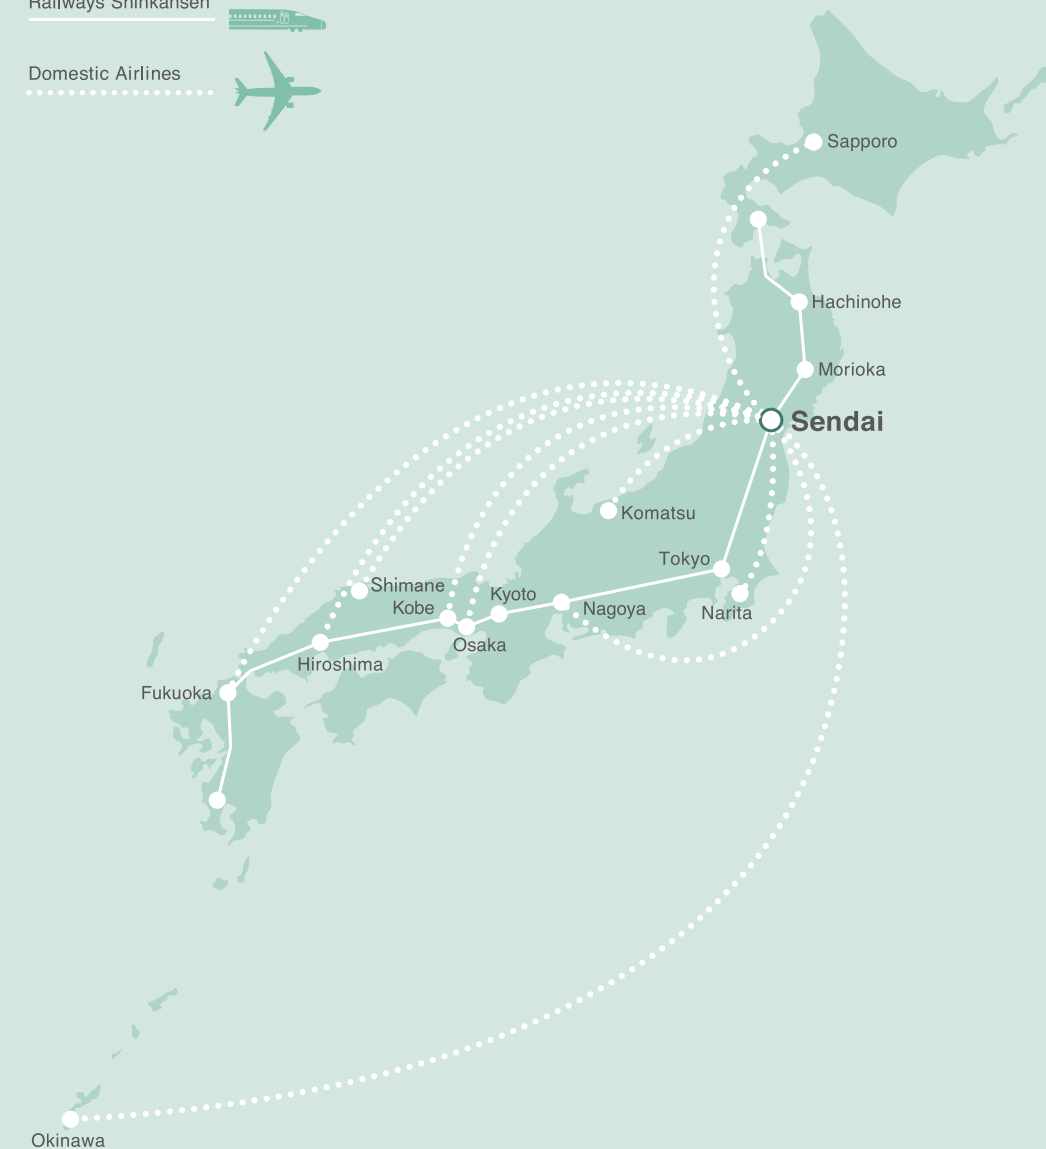 Railways Shinkansen
Domestic Airlines
Sapporo
Hachinohe
Morioka
Sendai
Komatsu
Tokyo
Shimane
Kyoto
Kobe
Nagoya
Narita
Osaka
Hiroshima
Fukuoka
Okinawa